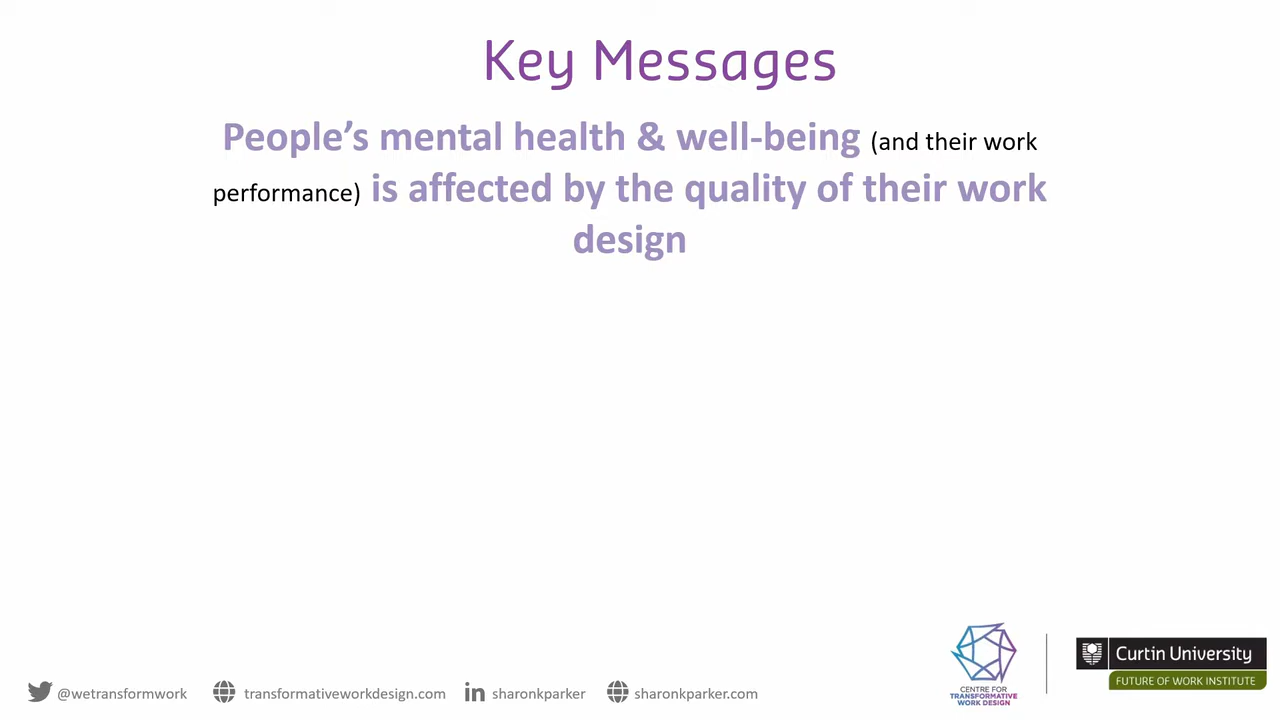 Key Messages
People’s mental health & well-being (and their work
performance) is affected by the quality of their work
design
@wetransformwork transformativeworkdesign.com in sharonkparker sharonkparker.com
CENTRE FOR
TRANSFORMATIVE
WORK DESIGN
Curtin University
FUTURE OF WORK INSTITUTE